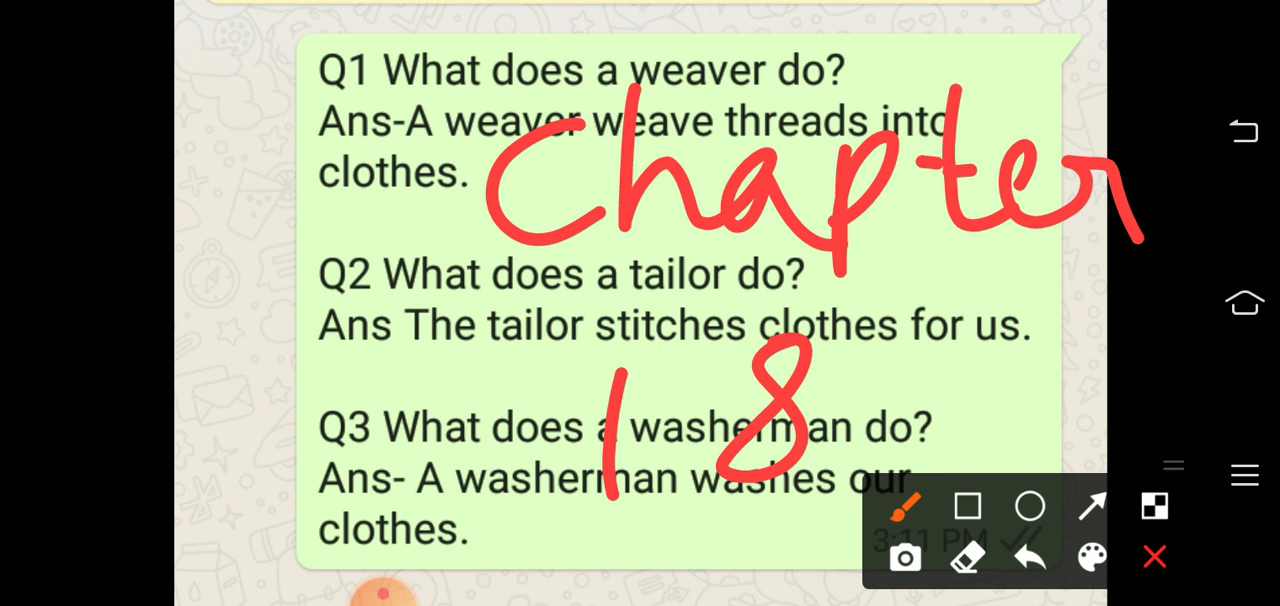 Q1 What does a weaver do?
Ans-A weaver weave threads into
clothes.
Chapter
Q2 What does a tailor do?
Ans The tailor stitches clothes for us.
18
Q3 What does a washerman do?
Ans- A washerman washes our
clothes.
3:11 PM